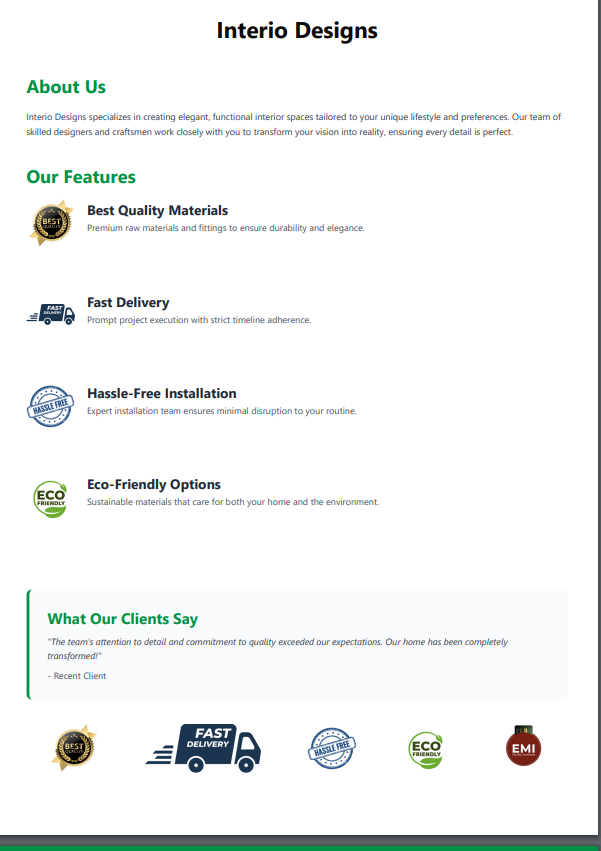 Interio Designs
About Us
Interio Designs specializes in creating elegant, functional interior spaces tailored to your unique lifestyle and preferences. Our team of
skilled designers and craftsmen work closely with you to transform your vision into reality, ensuring every detail is perfect.
Our Features
BEST
QUALITY
Best Quality Materials
Premium raw materials and fittings to ensure durability and elegance.
FAST
DELIVERY
Fast Delivery
Prompt project execution with strict timeline adherence.
HASSLE FREE
Hassle-Free Installation
Expert installation team ensures minimal disruption to your routine.
ECO
FRIENDLY
Eco-Friendly Options
Sustainable materials that care for both your home and the environment.
What Our Clients Say
"The team's attention to detail and commitment to quality exceeded our expectations. Our home has been completely
transformed!"
- Recent Client
BEST
QUALITY
FAST
DELIVERY
HASSLE FREE
ECO
FRIENDLY
EMI